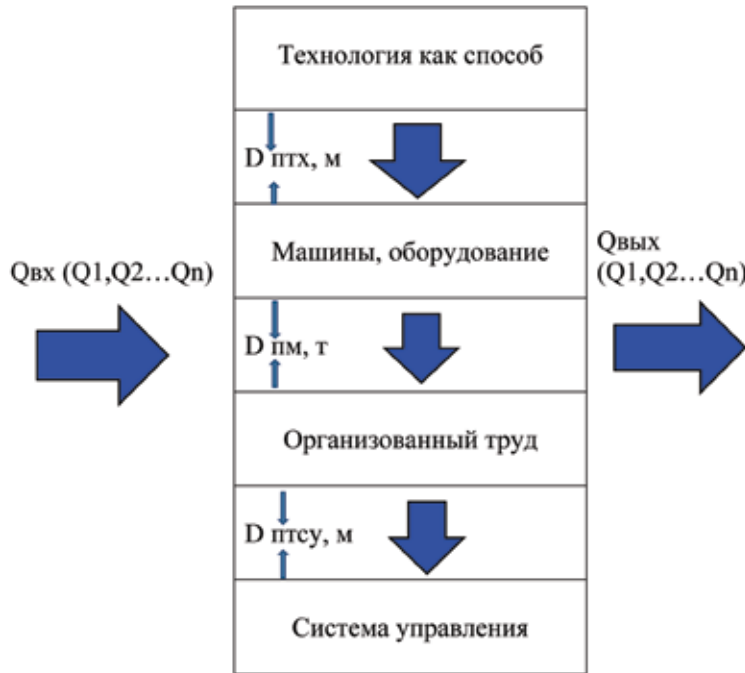 Технология как способ
D птх, м
Машины, оборудование
Qвх (Q1,Q2…Qn)
Qвых
(Q1,Q2…Qn)
D пм, т
Организованный труд
D птсу, м
Система управления